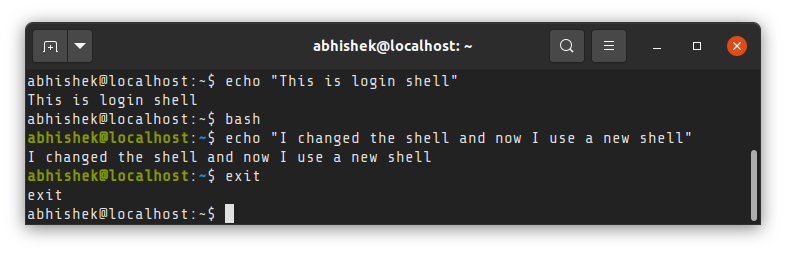 abhishek@localhost: ~
abhishek@localhost:~$ echo "This is login shell"
This is login shell
abhishek@localhost:~$ bash
abhishek@localhost:~$ echo "I changed the shell and now I use a new shell"
I changed the shell and now I use a new shell
abhishek@localhost:~$ exit
exit
abhishek@localhost:~$